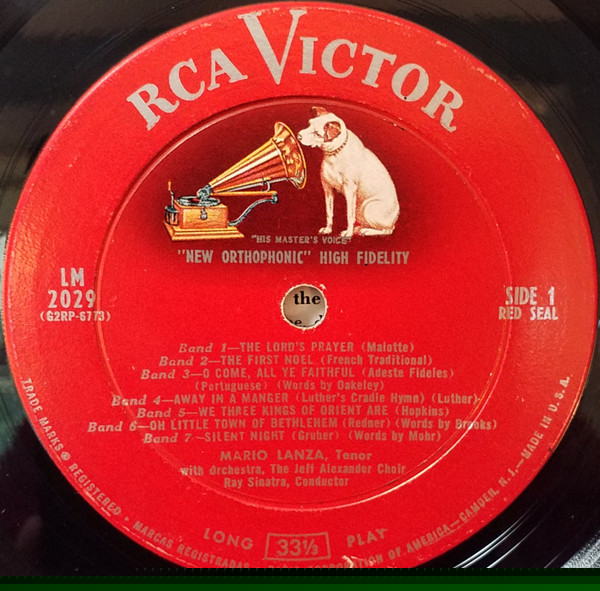 RCA VICTOR
"HIS MASTER'S VOICE"
"NEW ORTHOPHONIC" HIGH FIDELITY
LM
2029
(G2RP-6773)
the
SIDE 1
RED SEAL
Band 1—THE LORD'S PRAYER (Malotte)
Band 2—THE FIRST NOEL (French Traditional)
Band 3—O COME, ALL YE FAITHFUL (Adeste Fideles)
(Portuguese) (Words by Oakeley)
Band 4—AWAY IN A MANGER (Luther's Cradle Hymn) (Luther)
Band 5—WE THREE KINGS OF ORIENT ARE (Hopkins)
Band 6—OH LITTLE TOWN OF BETHLEHEM (Redner) (Words by Brooks)
Band 7—SILENT NIGHT (Gruber) (Words by Mohr)
MARIO LANZA, Tenor
with Orchestra, The Jeff Alexander Choir
Ray Sinatra, Conductor
LONG 33⅓ PLAY
TRADE MARKS ® REGISTERED • MARCAS REGISTRADAS CORPORATION OF AMERICA—CAMDEN, N. J.—MADE IN U.S.A.